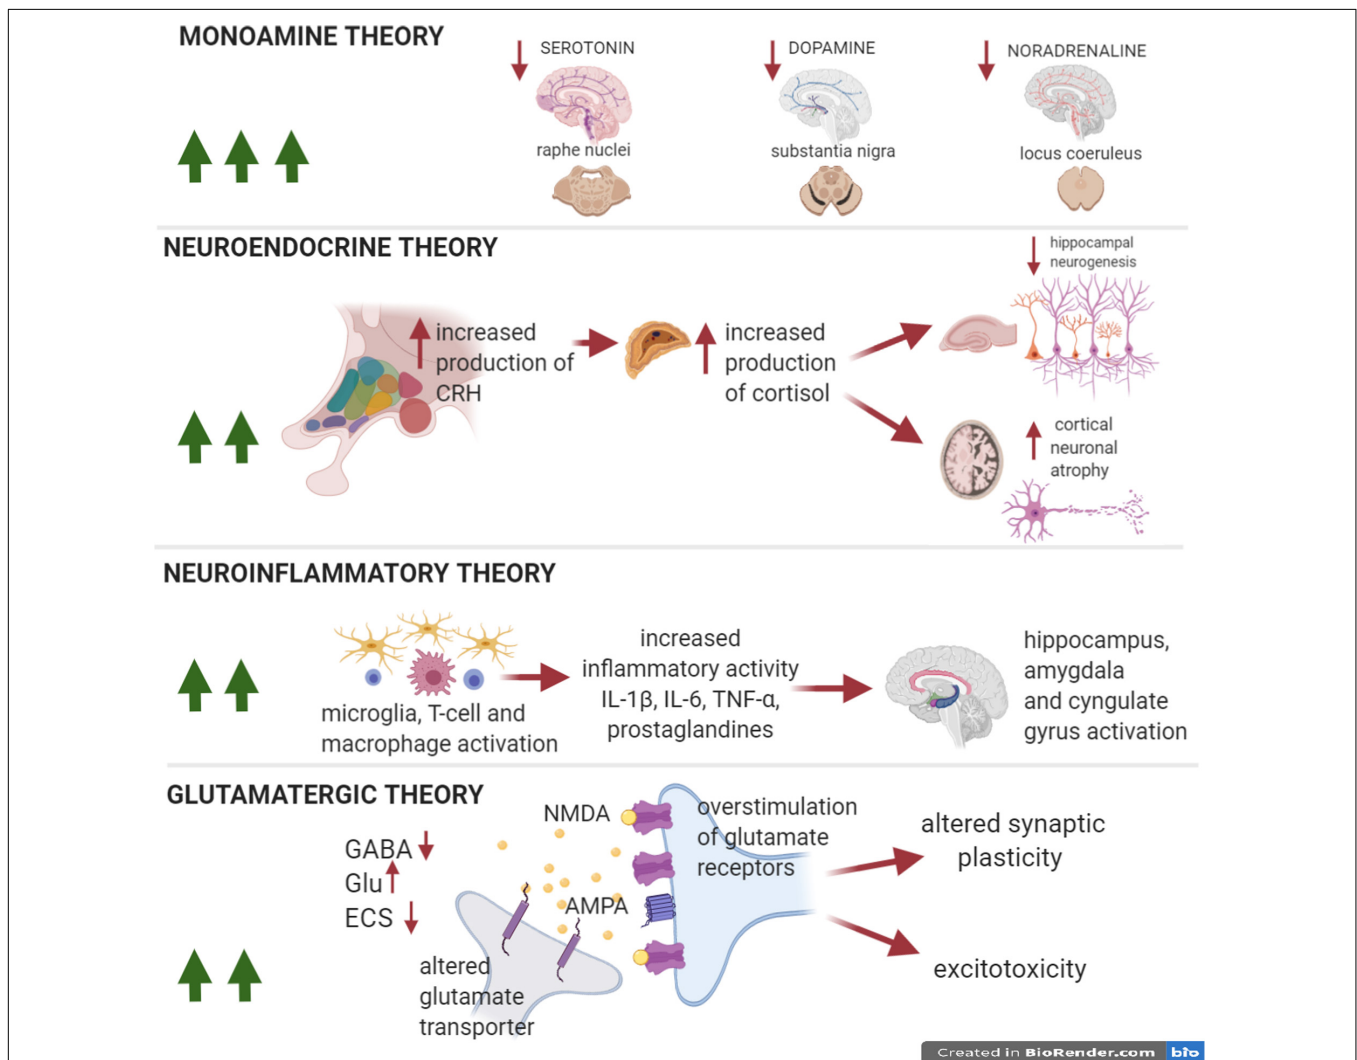 MONOAMINE THEORY
SEROTONIN
DOPAMINE
NORADRENALINE
raphe nuclei
substantia nigra
locus coeruleus
NEUROENDOCRINE THEORY
hippocampal
neurogenesis
increased
production of
CRH
increased
production
of cortisol
cortical
neuronal
atrophy
NEUROINFLAMMATORY THEORY
microglia, T-cell and
macrophage activation
increased
inflammatory activity
IL-1β, IL-6, TNF-α,
prostaglandines
hippocampus,
amygdala
and cyngulate
gyrus activation
GLUTAMATERGIC THEORY
GABA
Glu
ECS
altered
glutamate
transporter
NMDA
AMPA
overstimulation
of glutamate
receptors
altered synaptic
plasticity
excitotoxicity
Created in BioRender.com bio